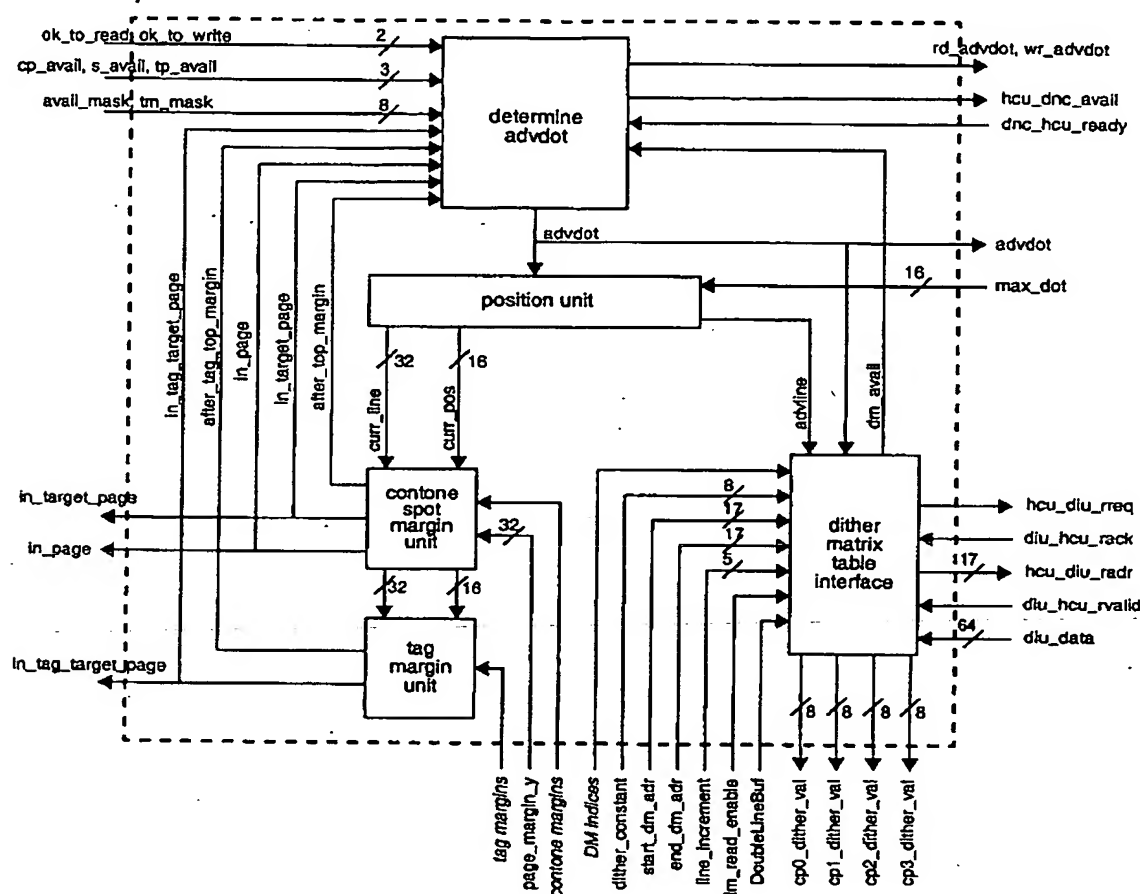 ok_to_read, ok_to_write
2
rd_advdot, wr_advdot
cp_avail, s_avail, tp_avail
3
hcu_dnc_avail
avail_mask, tm_mask
8
determine
advdot
dnc_hcu_ready
advdot
advdot
16
max_dot
position unit
in_tag_target_page
after_tag_top_margin
in_page
in_target_page
after_top_margin
32
16
curr_line
curr_pos
advline
dm_avail
in_target_page
contone
spot
margin
unit
32
in_page
8
17
17
5
dither
matrix
table
interface
hcu_diu_rreq
diu_hcu_rack
17
hcu_diu_radr
diu_hcu_rvalid
64
diu_data
32
16
in_tag_target_page
tag
margin
unit
8
8
8
8
tag margins
page_margin_y
contone margins
DM indices
dither_constant
start_dm_adr
end_dm_adr
line_increment
dm_read_enable
DoubleLineBuf
cp0_dither_val
cp1_dither_val
cp2_dither_val
cp3_dither_val